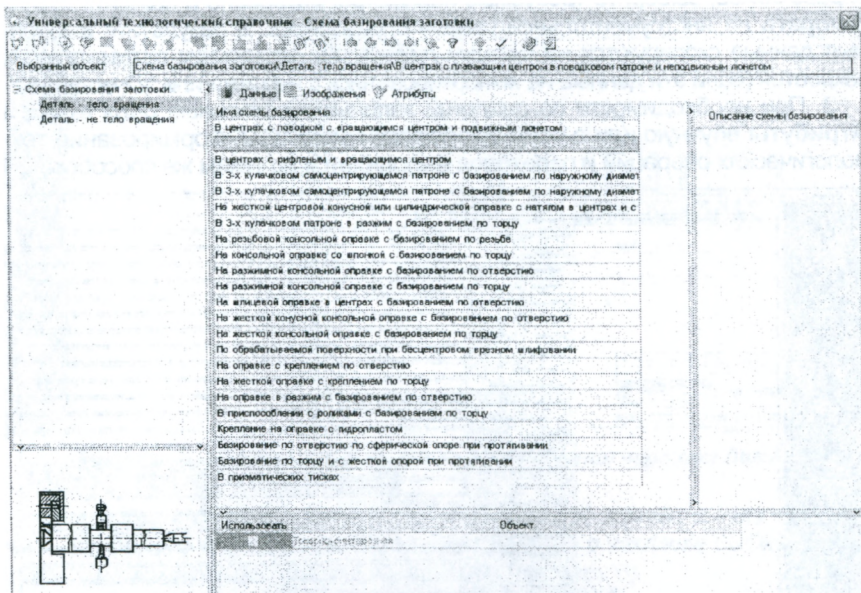 Универсальный технологический справочник - Схема базирования заготовки
Выбранный объект
Схема базирования заготовки\Деталь - тело вращения\В центрах с плавающим центром в поводковом патроне и неподвижным люнетом
Схема базирования заготовки
Деталь - тело вращения
Деталь - не тело вращения
Данные Изображения Атрибуты
Имя схемы базирования
В центрах с поводком с вращающимся центром и подвижным люнетом
В центрах с рифленым и вращающимся центром
В 3-х кулачковом самоцентрирующемся патроне с базированием по наружному диамет
В 3-х кулачковом самоцентрирующемся патроне с базированием по наружному диамет
На жесткой центровой конусной или цилиндрической оправке с натягом в центрах и с
В 3-х кулачковом патроне в разжим с базированием по торцу
На резьбовой консольной оправке с базированием по резьбе
На консольной оправке со шпонкой с базированием по торцу
На разжимной консольной оправке с базированием по отверстию
На разжимной консольной оправке с базированием по торцу
На шлицевой оправке в центрах с базированием по отверстию
На жесткой конусной консольной оправке с базированием по отверстию
На жесткой консольной оправке с базированием по торцу
По обрабатываемой поверхности при бесцентровом врезном шлифовании
На оправке с креплением по отверстию
На жесткой оправке с креплением по торцу
На оправке в разжим с базированием по отверстию
В приспособлении с роликами с базированием по торцу
Крепление на оправке с гидропластом
Базирование по отверстию по сферической опоре при протягивании
Базирование по торцу и с жесткой опорой при протягивании
В призматических тисках
Описание схемы базирования
Использовать Объект